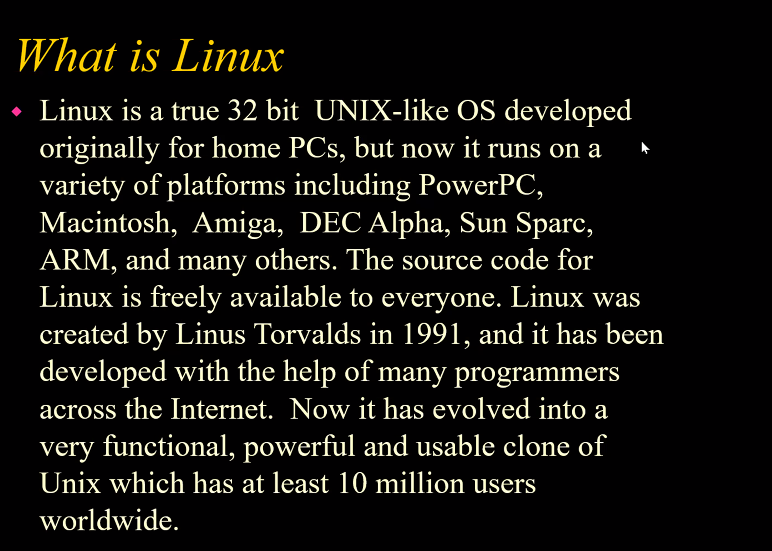 What is Linux
Linux is a true 32 bit  UNIX-like OS developed
originally for home PCs, but now it runs on a
variety of platforms including PowerPC,
Macintosh,  Amiga,  DEC Alpha, Sun Sparc,
ARM, and many others. The source code for
Linux is freely available to everyone. Linux was
created by Linus Torvalds in 1991, and it has been
developed with the help of many programmers
across the Internet.  Now it has evolved into a
very functional, powerful and usable clone of
Unix which has at least 10 million users
worldwide.